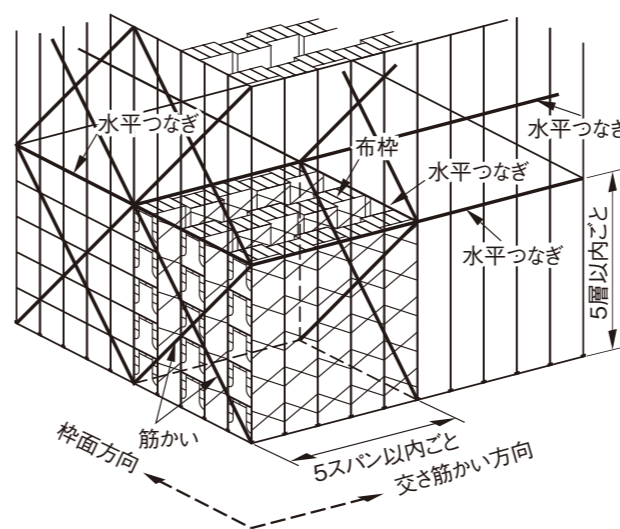 水平つなぎ
水平つなぎ
布枠
水平つなぎ
水平つなぎ
5層以内ごと
筋かい
5スパン以内ごと
枠面方向
交さ筋かい方向